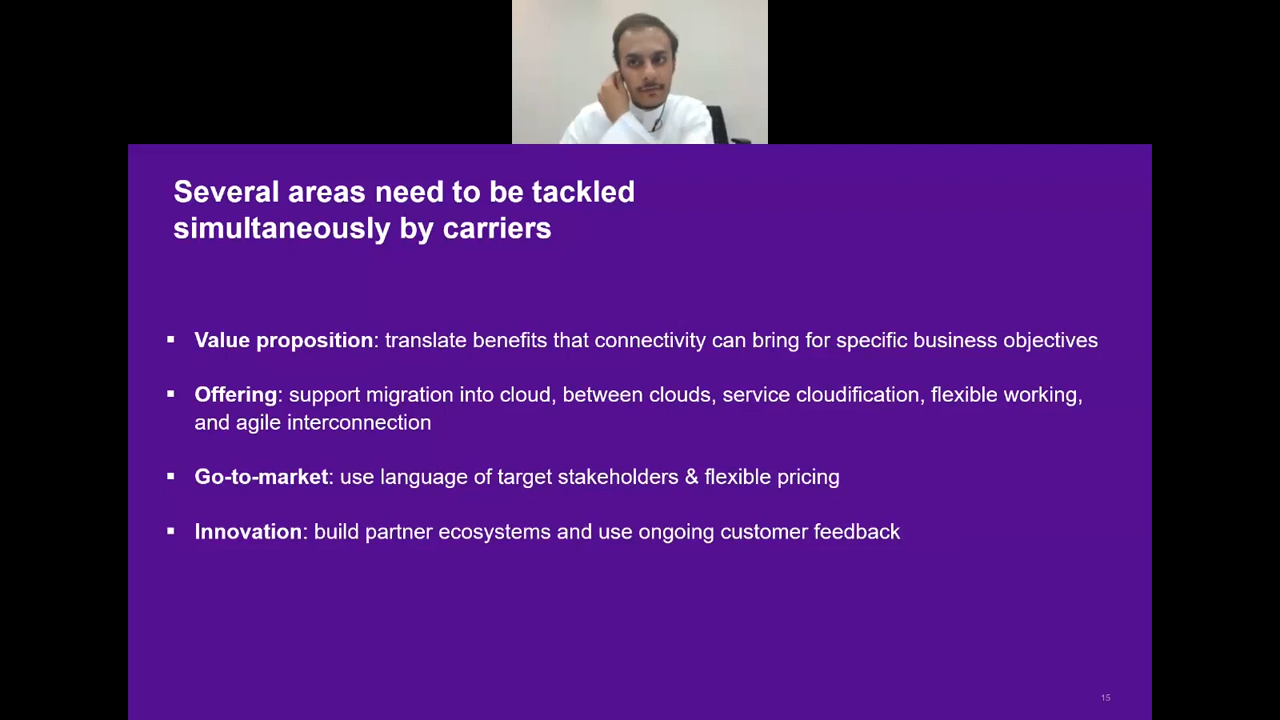 Several areas need to be tackled
simultaneously by carriers
▪ Value proposition: translate benefits that connectivity can bring for specific business objectives
▪ Offering: support migration into cloud, between clouds, service cloudification, flexible working,
and agile interconnection
▪ Go-to-market: use language of target stakeholders & flexible pricing
▪ Innovation: build partner ecosystems and use ongoing customer feedback
15